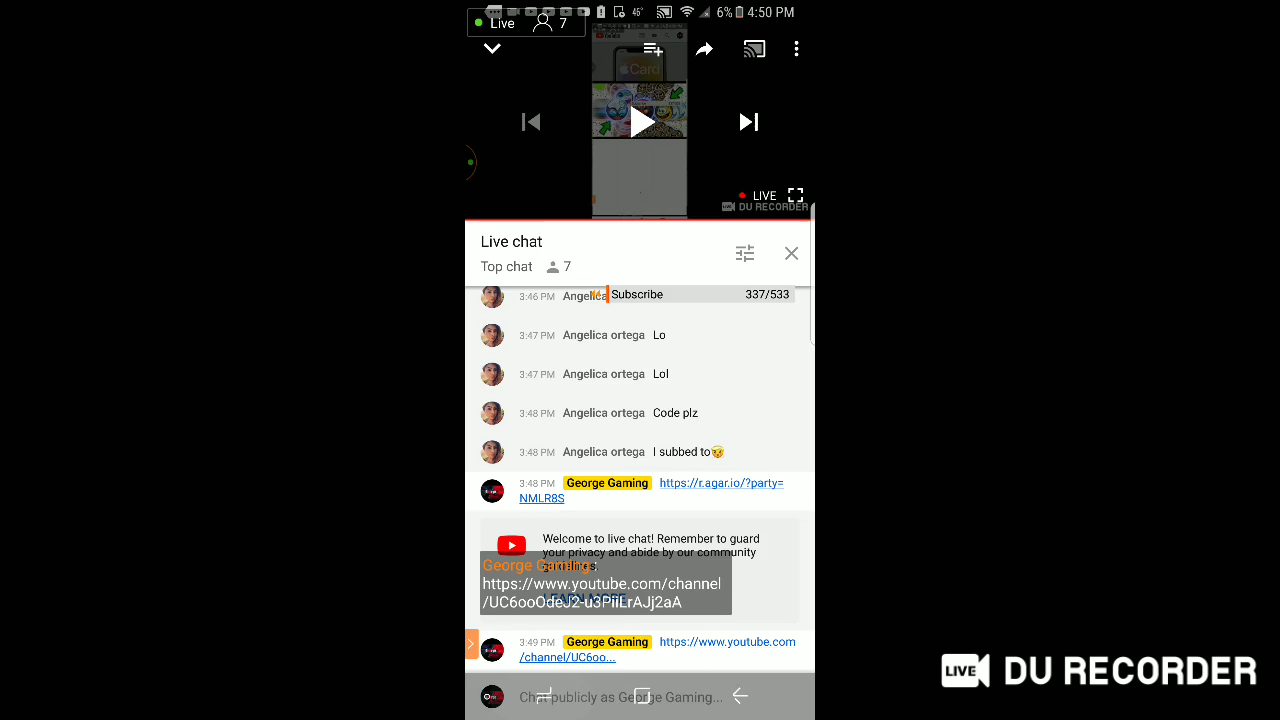 Live 7
46° 6% 4:50 PM
Card
LIVE
LIVE DU RECORDER
Live chat
Top chat 7
3:46 PM Angelica
Subscribe 337/533
3:47 PM Angelica ortega Lo
3:47 PM Angelica ortega Lol
3:48 PM Angelica ortega Code plz
3:48 PM Angelica ortega I subbed to😇
3:48 PM George Gaming https://r.agar.io/?party=
NMLR8S
Welcome to live chat! Remember to guard
your privacy and abide by our community
George Gaming:
https://www.youtube.com/channel
LEARN MORE
3:49 PM George Gaming https://www.youtube.com
/channel/UC6oo...
Chat publicly as George Gaming...
LIVE DU RECORDER